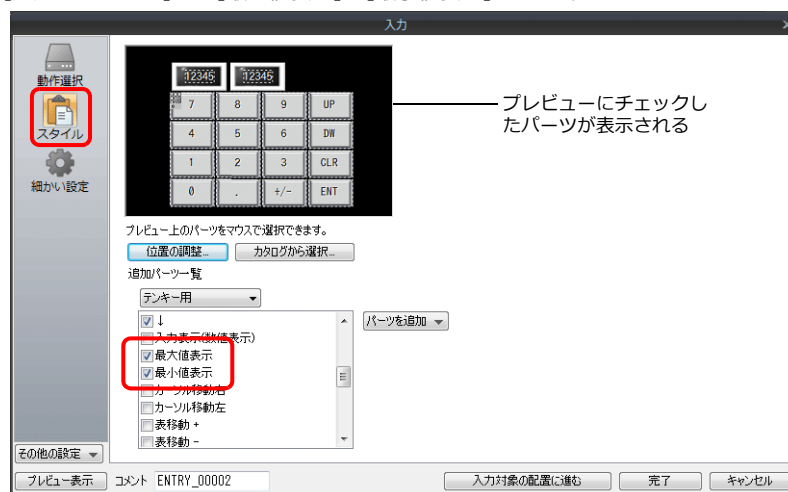 入力
動作選択
スタイル
細かい設定
12345 12345
7 8 9 UP
4 5 6 DW
1 2 3 CLR
0 . +/- ENT
プレビューにチェックし
たパーツが表示される
プレビュー上のパーツをマウスで選択できます。
位置の調整... カタログから選択...
追加パーツ一覧
テンキー用
↓
入力表示(数値表示)
最大値表示
最小値表示
カーソル移動右
カーソル移動左
表移動 +
表移動 -
パーツを追加
その他の設定
プレビュー表示 コメント ENTRY_00002 入力対象の配置に進む 完了 キャンセル